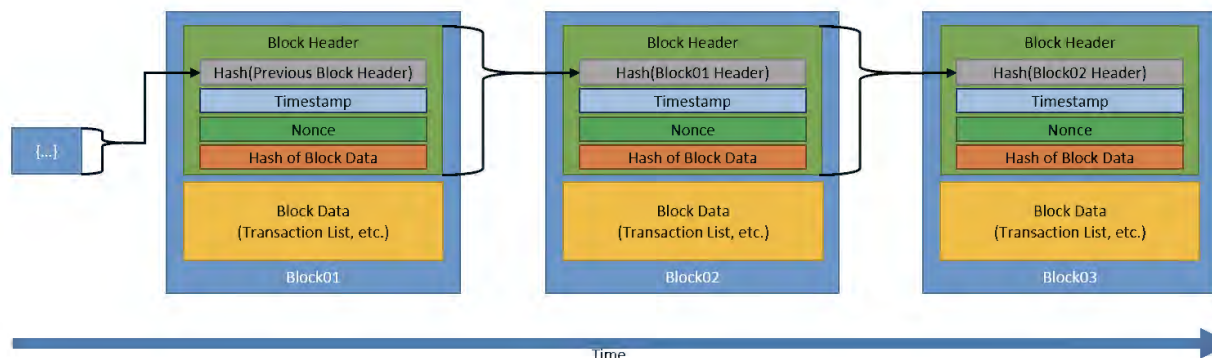 {...}
Block Header
Hash(Previous Block Header)
Timestamp
Nonce
Hash of Block Data
Block Data
(Transaction List, etc.)
Block01
Block Header
Hash(Block01 Header)
Timestamp
Nonce
Hash of Block Data
Block Data
(Transaction List, etc.)
Block02
Block Header
Hash(Block02 Header)
Timestamp
Nonce
Hash of Block Data
Block Data
(Transaction List, etc.)
Block03
Time